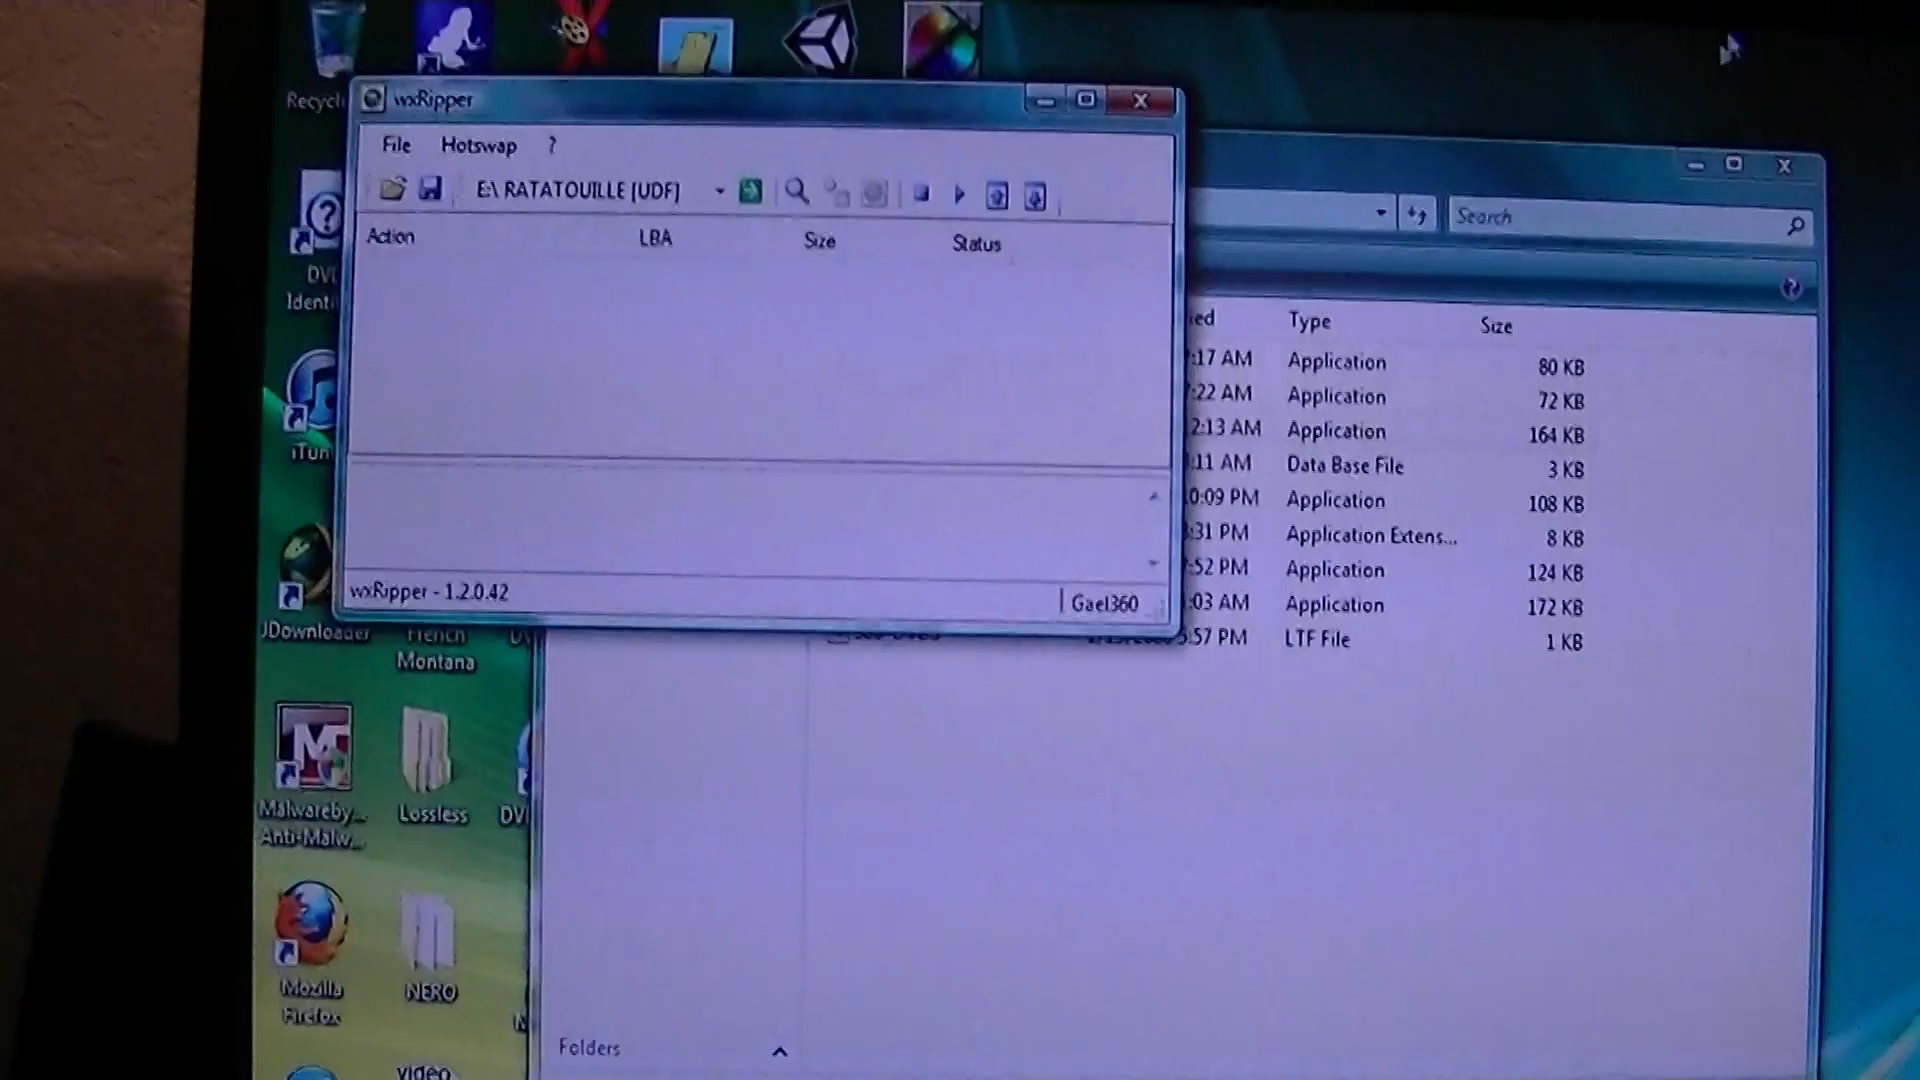 Recycl
wxRipper
File Hotswap ?
E:\ RATATOUILLE [UDF]
Action LBA Size Status
wxRipper - 1.2.0.42
Gael360
Search
Type Size
:17 AM Application 80 KB
:22 AM Application 72 KB
2:13 AM Application 164 KB
:11 AM Data Base File 3 KB
0:09 PM Application 108 KB
:31 PM Application Extens... 8 KB
:52 PM Application 124 KB
:03 AM Application 172 KB
5:57 PM LTF File 1 KB
Identi
iTun
JDownloader
French
Montana
Malwareby...
Anti-Malw...
Lossless
DV
Mozilla
Firefox
NERO
Folders
video